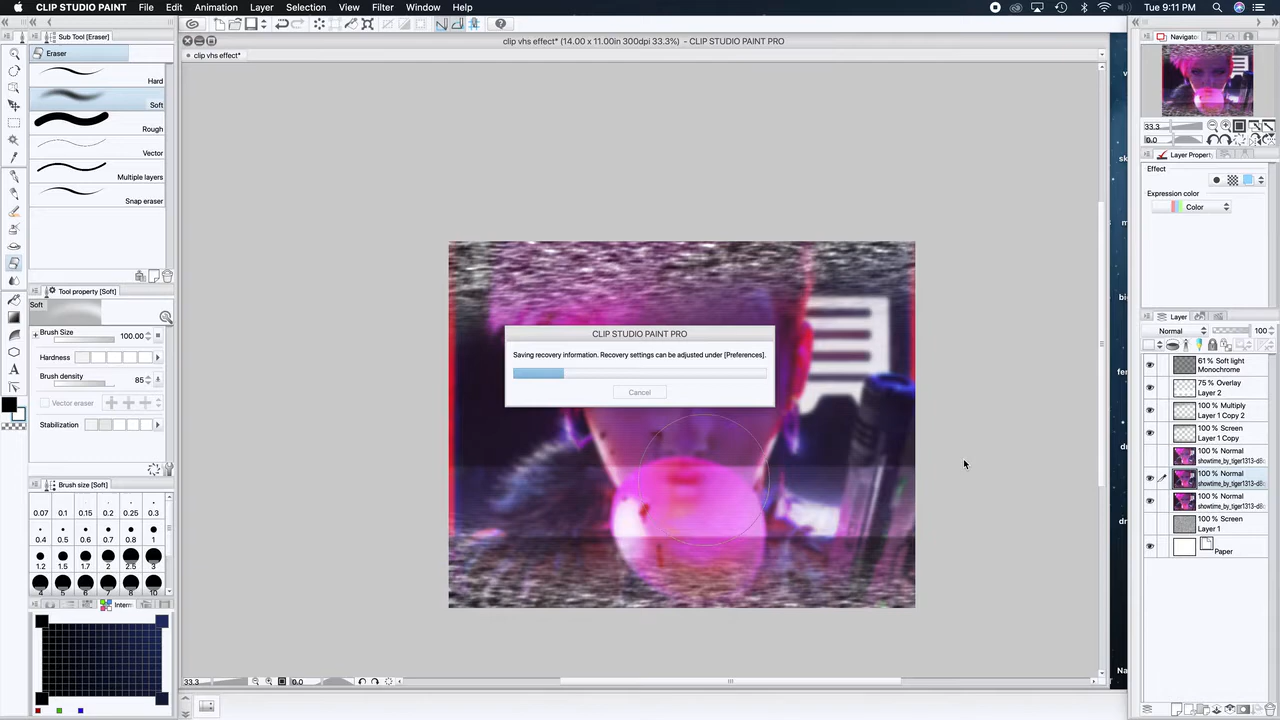 CLIP STUDIO PAINT PRO File Edit Animation Layer Selection View Filter Window Help Tue 9:11 PM
Sub Tool [Eraser]
clip vhs effect* (14.00 x 11.00in 300dpi 33.3%) - CLIP STUDIO PAINT PRO
Navigator
Eraser
clip vhs effect*
Hard
Soft
Rough
Vector
Multiple layers
Snap eraser
33.3
0.0
Layer Property
Effect
Expression color
Color
Tool property [Soft]
Soft
Brush Size 100.00
Hardness
Brush density 85
Vector eraser
Stabilization
CLIP STUDIO PAINT PRO
Saving recovery information. Recovery settings can be adjusted under [Preferences].
Cancel
Layer
Normal 100
61 % Soft light
Monochrome
75 % Overlay
Layer 2
100 % Multiply
Layer 1 Copy 2
100 % Screen
Layer 1 Copy
100 % Normal
showtime_by_tiger1313-d8
100 % Normal
showtime_by_tiger1313-d8
100 % Normal
showtime_by_tiger1313-d8
100 % Screen
Layer 1
Paper
Brush size [Soft]
0.07 0.1 0.15 0.2 0.25 0.3
0.4 0.5 0.6 0.7 0.8 1
1.2 1.5 1.7 2 2.5 3
4 5 6 7 8 10
Interm
33.3 0.0